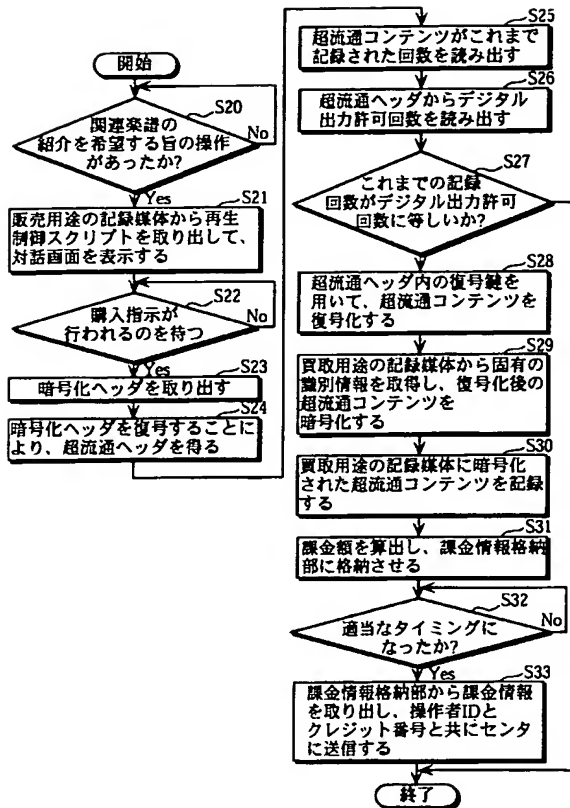 開始
S20
関連楽譜の
紹介を希望する旨の操作
があったか?
No
Yes
S21
販売用途の記録媒体から再生
制御スクリプトを取り出して、
対話画面を表示する
S22
購入指示が
行われるのを待つ
No
Yes
S23
暗号化ヘッダを取り出す
S24
暗号化ヘッダを復号することに
より、超流通ヘッダを得る
S25
超流通コンテンツがこれまで
記録された回数を読み出す
S26
超流通ヘッダからデジタル
出力許可回数を読み出す
S27
これまでの記録
回数がデジタル出力許可
回数に等しいか?
S28
超流通ヘッダ内の復号鍵を
用いて、超流通コンテンツを
復号化する
S29
買取用途の記録媒体から固有の
識別情報を取得し、復号化後の
超流通コンテンツを
暗号化する
S30
買取用途の記録媒体に暗号化
された超流通コンテンツを記録
する
S31
課金額を算出し、課金情報格納
部に格納させる
S32
適当なタイミングに
なったか?
No
Yes
S33
課金情報格納部から課金情報
を取り出し、操作者IDと
クレジット番号と共にセンタ
に送信する
終了